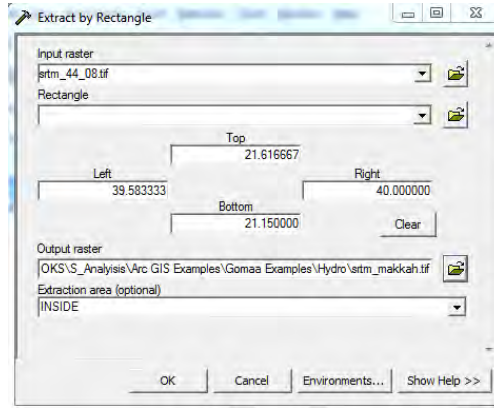 Extract by Rectangle
Input raster
srtm_44_08.tif
Rectangle
Top
21.616667
Left
Right
39.583333
40.000000
Bottom
21.150000
Clear
Output raster
OKS\S_Analyisis\Arc GIS Examples\Gomaa Examples\Hydro\srtm_makkah.tif
Extraction area (optional)
INSIDE
OK
Cancel
Environments...
Show Help >>